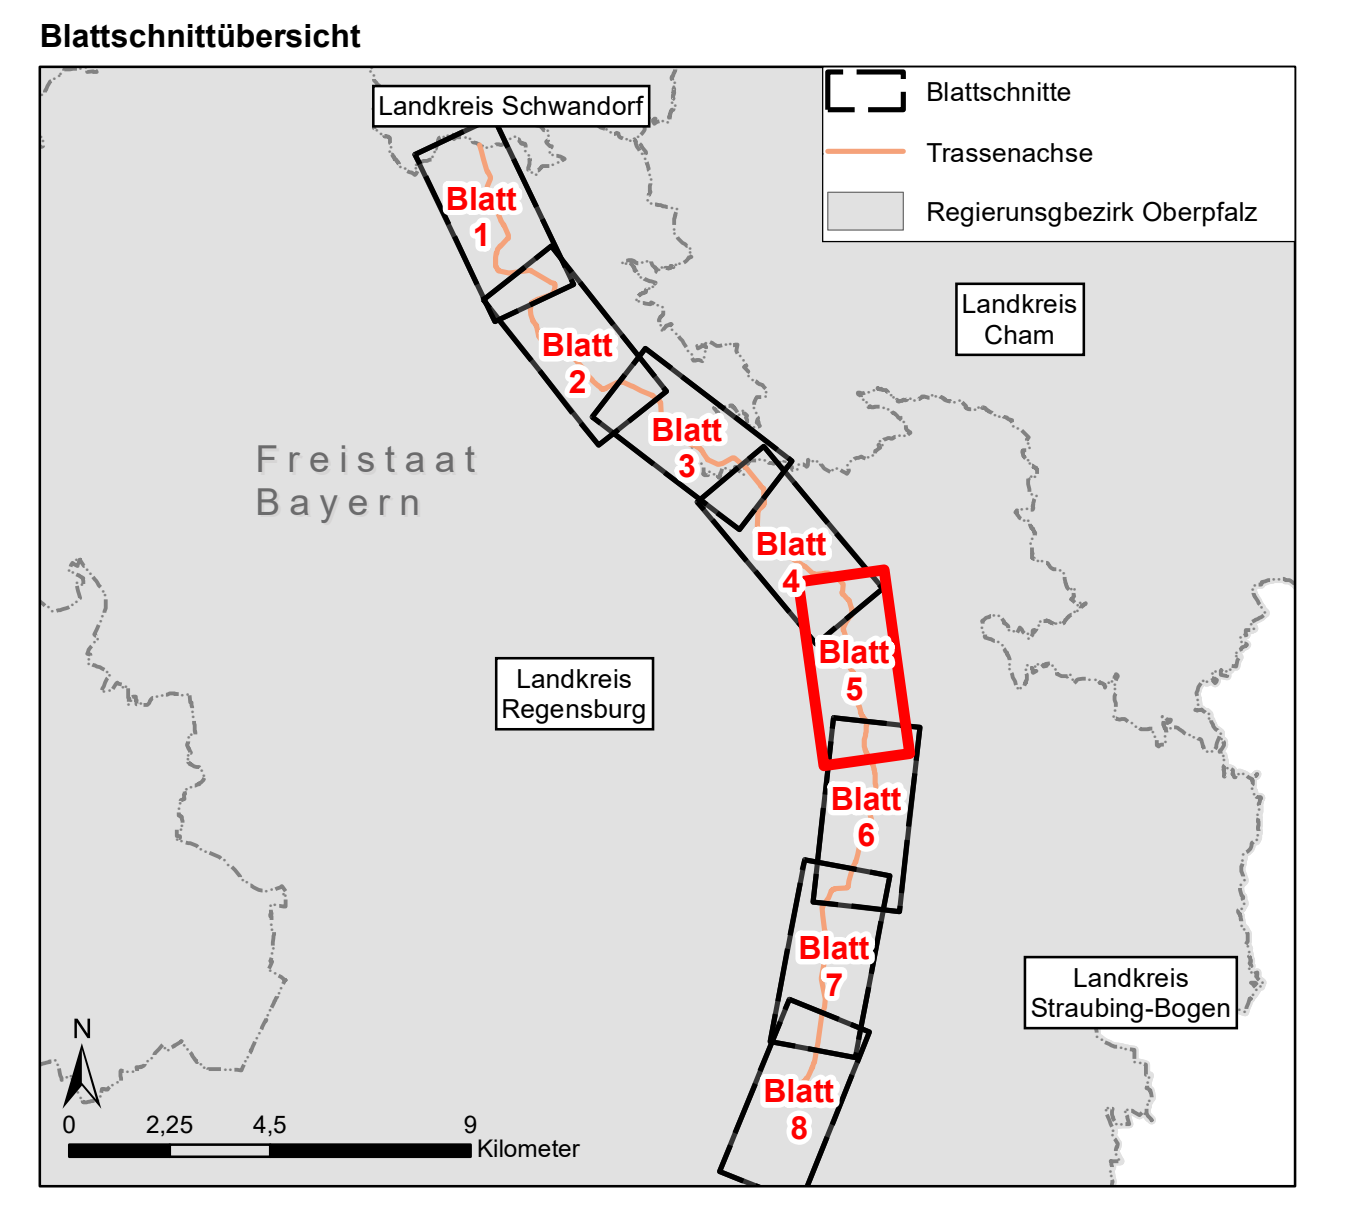 Blattschnittübersicht
Landkreis Schwandorf
Blattschnitte
Trassenachse
Regierunsgbezirk Oberpfalz
Blatt
1
Landkreis
Cham
Blatt
2
Blatt
3
Freistaat
Bayern
Blatt
4
Blatt
5
Landkreis
Regensburg
Blatt
6
Blatt
7
Landkreis
Straubing-Bogen
Blatt
8
N
0 2,25 4,5 9
Kilometer